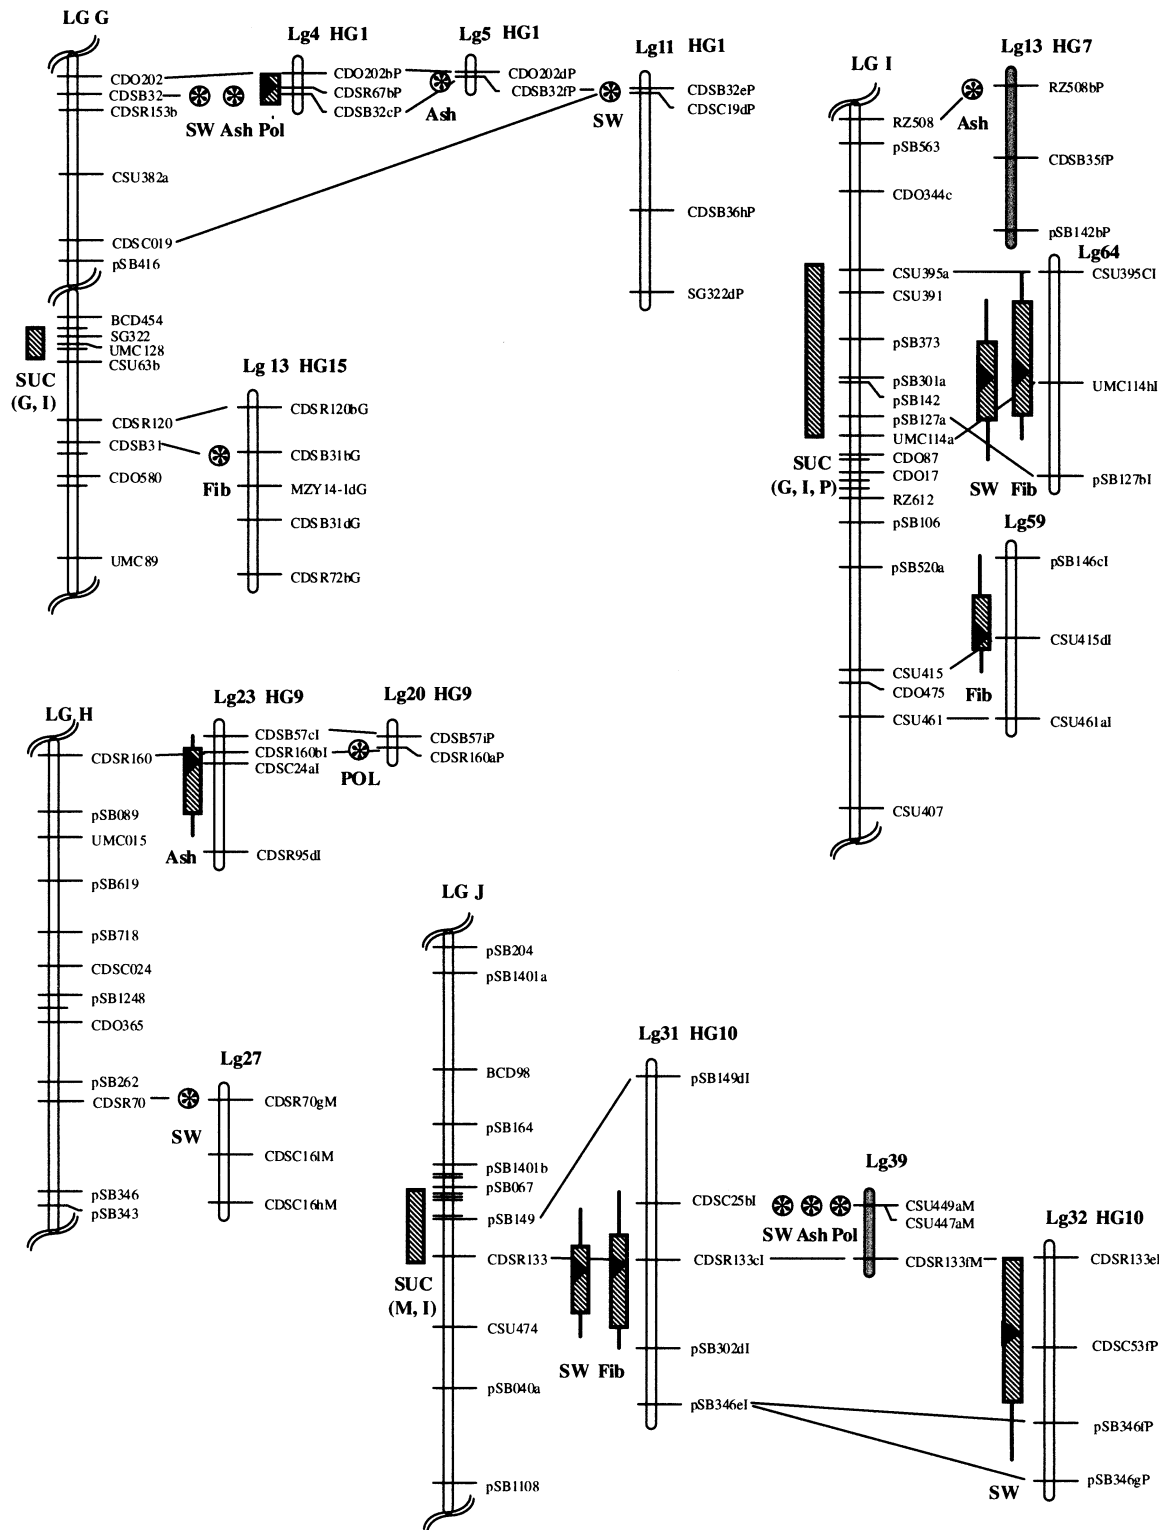 LG G
CDO202
CDSB32
CDSR153b
CSU382a
CDSC019
pSB416
BCD454
SG322
UMC128
CSU63b
CDSR120
CDSB31
CDO580
UMC89
SUC
(G, I)
SW Ash Pol
Lg4 HG1
CDO202bP
CDSR67bP
CDSB32cP
Lg5 HG1
CDO202dP
CDSB32fP
Ash
Lg11 HG1
CDSB32eP
CDSC19dP
CDSB36hP
SG322dP
SW
Lg 13 HG15
CDSR120bG
CDSB31bG
MZY14-1dG
CDSB31dG
CDSR72bG
Fib
LG I
RZ508
pSB563
CDO344c
CSU395a
CSU391
pSB373
pSB301a
pSB142
pSB127a
UMC114a
CDO87
CDO17
RZ612
pSB106
pSB520a
CSU415
CDO475
CSU461
CSU407
SUC
(G, I, P)
Lg13 HG7
RZ508bP
CDSB35fP
pSB142bP
Ash
Lg64
CSU395CI
UMC114hI
pSB127bI
SW Fib
Lg59
pSB146cI
CSU415dI
CSU461aI
Fib
LG H
CDSR160
pSB089
UMC015
pSB619
pSB718
CDSC024
pSB1248
CDO365
pSB262
CDSR70
pSB346
pSB343
Lg23 HG9
CDSB57cI
CDSR160bI
CDSC24aI
CDSR95dI
Ash
Lg20 HG9
CDSB57iP
CDSR160aP
POL
Lg27
CDSR70gM
CDSC16lM
CDSC16hM
SW
LG J
pSB204
pSB1401a
BCD98
pSB164
pSB1401b
pSB067
pSB149
CDSR133
CSU474
pSB040a
pSB1108
SUC
(M, I)
Lg31 HG10
pSB149dI
CDSC25bI
CDSR133cI
pSB302dI
pSB346eI
SW Fib
Lg39
CSU449aM
CSU447aM
CDSR133fM
SW Ash Pol
Lg32 HG10
CDSR133eI
CDSC53fP
pSB346fP
pSB346gP
SW